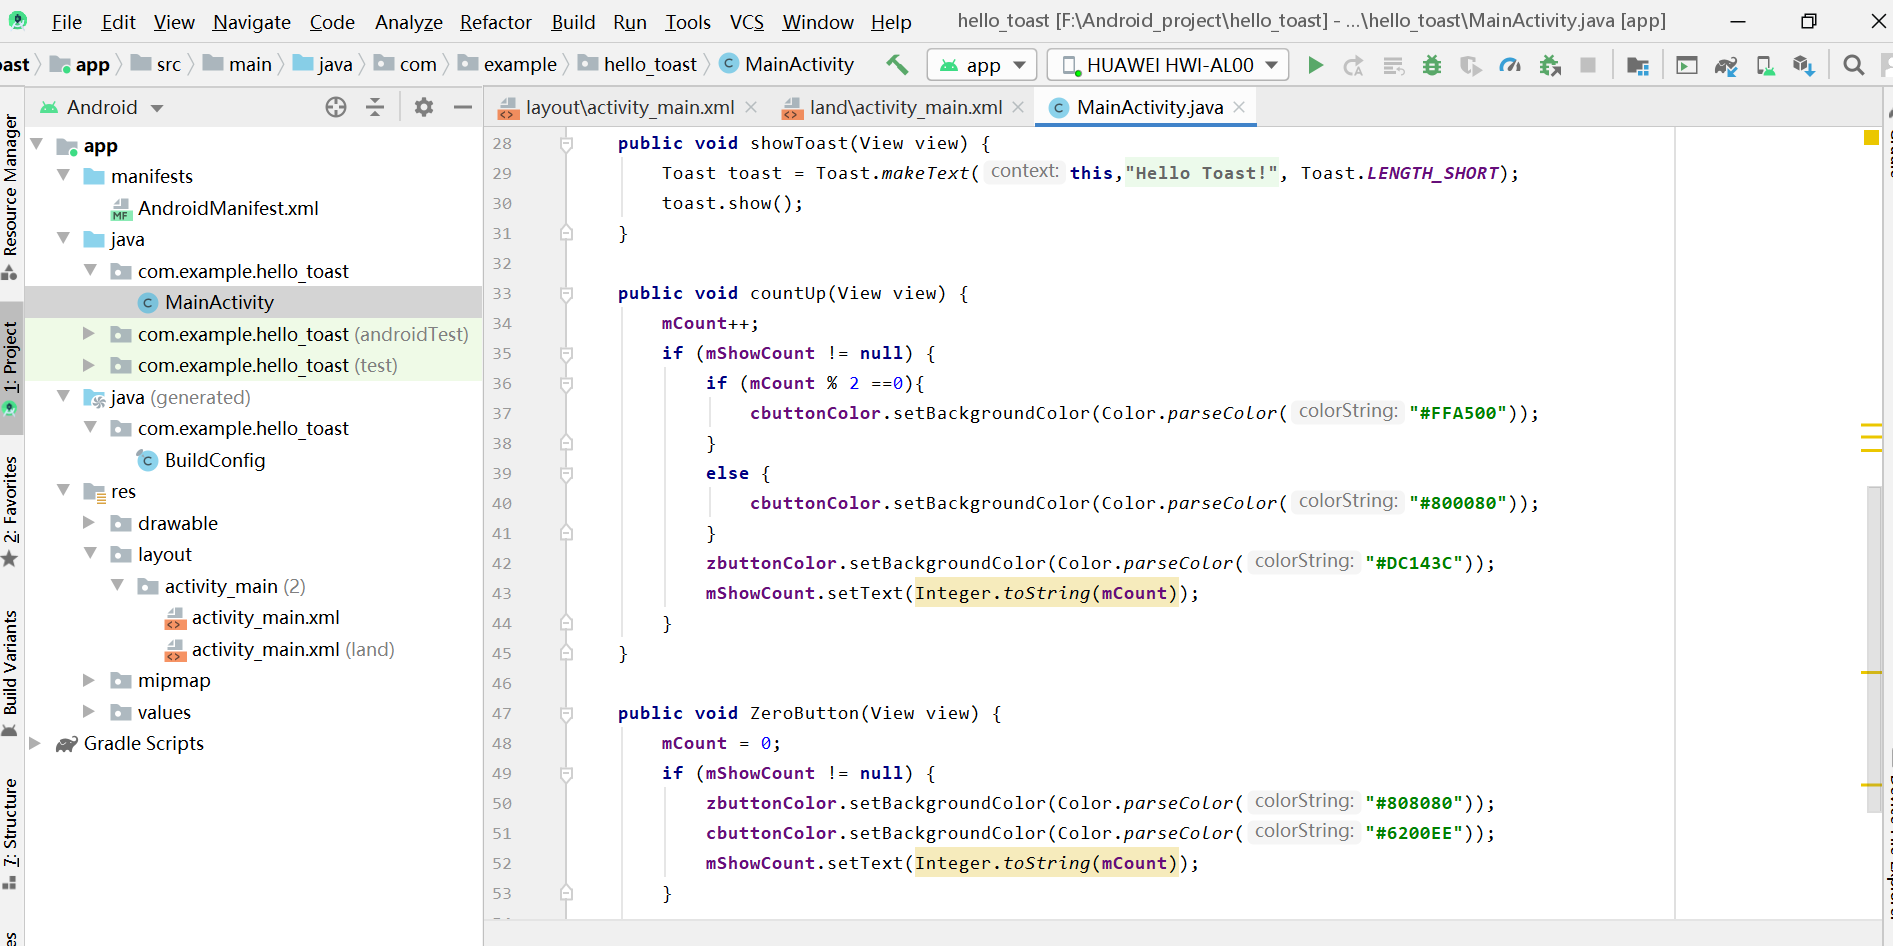 File Edit View Navigate Code Analyze Refactor Build Run Tools VCS Window Help hello_toast [F:\Android_project\hello_toast] - ...\hello_toast\MainActivity.java [app]
oast app src main java com example hello_toast MainActivity app HUAWEI HWI-AL00
Android
layout\activity_main.xml land\activity_main.xml MainActivity.java
Resource Manager
1: Project
2: Favorites
Build Variants
7: Structure
app
manifests
AndroidManifest.xml
java
com.example.hello_toast
MainActivity
com.example.hello_toast (androidTest)
com.example.hello_toast (test)
java (generated)
com.example.hello_toast
BuildConfig
res
drawable
layout
activity_main (2)
activity_main.xml
activity_main.xml (land)
mipmap
values
Gradle Scripts
28 public void showToast(View view) {
29 Toast toast = Toast.makeText( context: this,"Hello Toast!", Toast.LENGTH_SHORT);
30 toast.show();
31 }
32
33 public void countUp(View view) {
34 mCount++;
35 if (mShowCount != null) {
36 if (mCount % 2 ==0){
37 cbuttonColor.setBackgroundColor(Color.parseColor( colorString: "#FFA500"));
38 }
39 else {
40 cbuttonColor.setBackgroundColor(Color.parseColor( colorString: "#800080"));
41 }
42 zbuttonColor.setBackgroundColor(Color.parseColor( colorString: "#DC143C"));
43 mShowCount.setText(Integer.toString(mCount));
44 }
45 }
46
47 public void ZeroButton(View view) {
48 mCount = 0;
49 if (mShowCount != null) {
50 zbuttonColor.setBackgroundColor(Color.parseColor( colorString: "#808080"));
51 cbuttonColor.setBackgroundColor(Color.parseColor( colorString: "#6200EE"));
52 mShowCount.setText(Integer.toString(mCount));
53 }